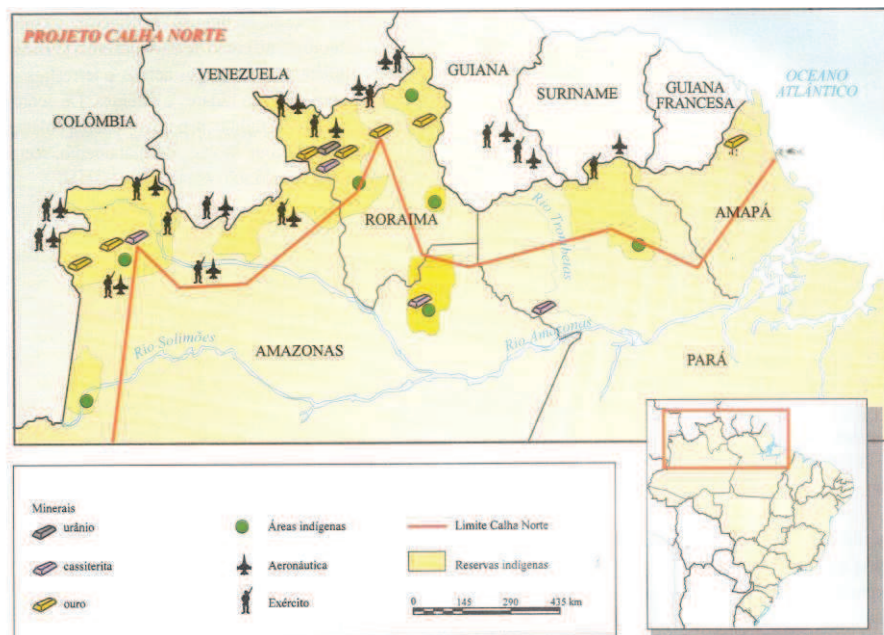 PROJETO CALHA NORTE
COLÔMBIA
VENEZUELA
GUIANA
SURINAME
GUIANA
FRANCESA
OCEANO
ATLÂNTICO
RORAIMA
AMAPÁ
Rio Trombetas
Rio Solimões
AMAZONAS
Rio Amazonas
PARÁ
Minerais
urânio
cassiterita
ouro
Áreas indígenas
Aeronáutica
Exército
Limite Calha Norte
Reservas indígenas
0 145 290 435 km